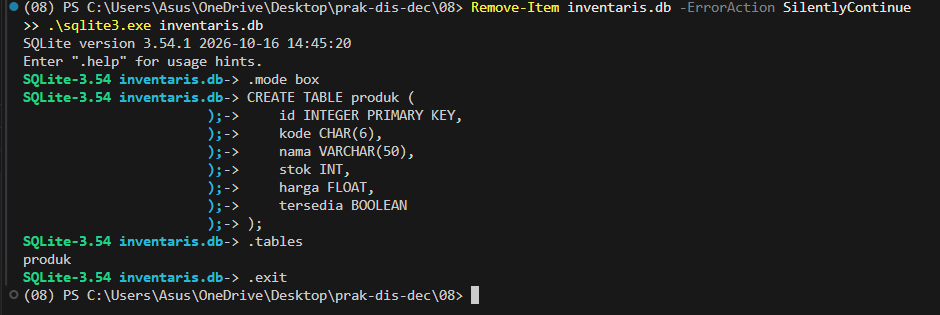 (08) PS C:\Users\Asus\OneDrive\Desktop\prak-dis-dec\08> Remove-Item inventaris.db -ErrorAction SilentlyContinue
>> .\sqlite3.exe inventaris.db
SQLite version 3.54.1 2026-10-16 14:45:20
Enter ".help" for usage hints.
SQLite-3.54 inventaris.db-> .mode box
SQLite-3.54 inventaris.db-> CREATE TABLE produk (
);-> id INTEGER PRIMARY KEY,
);-> kode CHAR(6),
);-> nama VARCHAR(50),
);-> stok INT,
);-> harga FLOAT,
);-> tersedia BOOLEAN
);-> );
SQLite-3.54 inventaris.db-> .tables
produk
SQLite-3.54 inventaris.db-> .exit
(08) PS C:\Users\Asus\OneDrive\Desktop\prak-dis-dec\08>